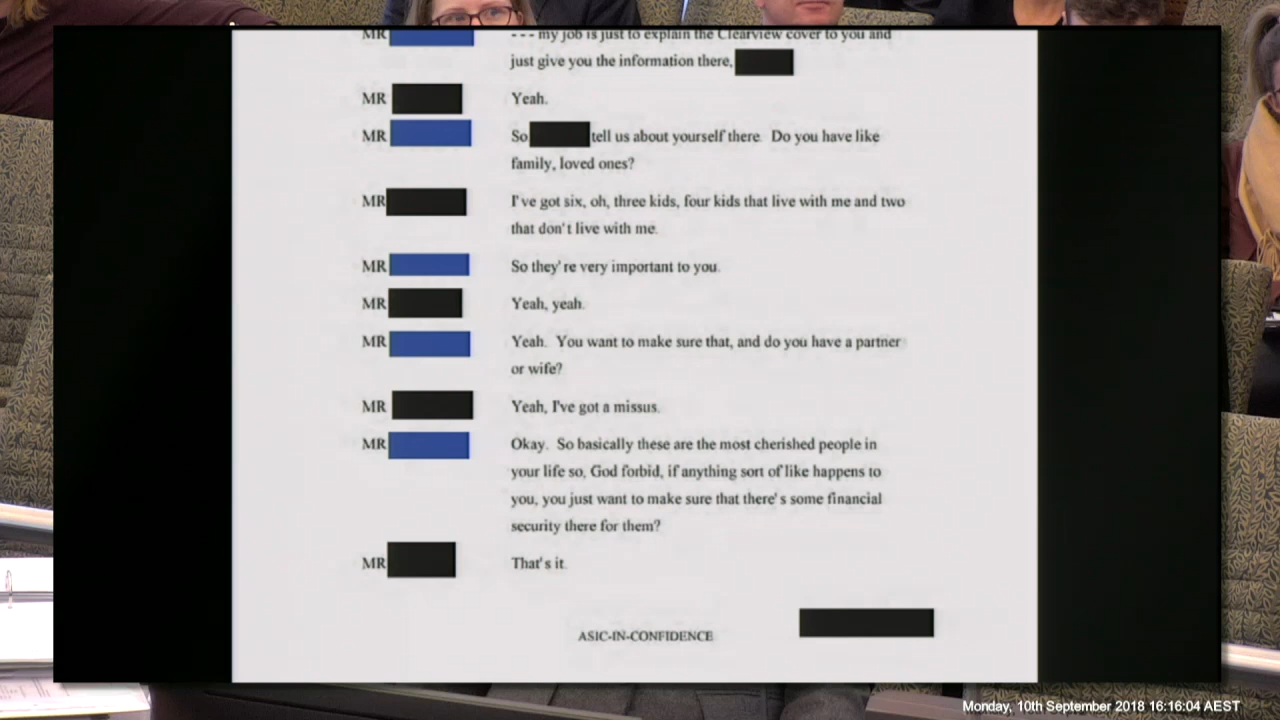 MR - - - my job is just to explain the Clearview cover to you and
just give you the information there,
MR Yeah.
MR So tell us about yourself there. Do you have like
family, loved ones?
MR I've got six, oh, three kids, four kids that live with me and two
that don't live with me.
MR So they're very important to you.
MR Yeah, yeah.
MR Yeah. You want to make sure that, and do you have a partner
or wife?
MR Yeah, I've got a missus.
MR Okay. So basically these are the most cherished people in
your life so, God forbid, if anything sort of like happens to
you, you just want to make sure that there's some financial
security there for them?
MR That's it.
ASIC-IN-CONFIDENCE
Monday, 10th September 2018 16:16:04 AEST